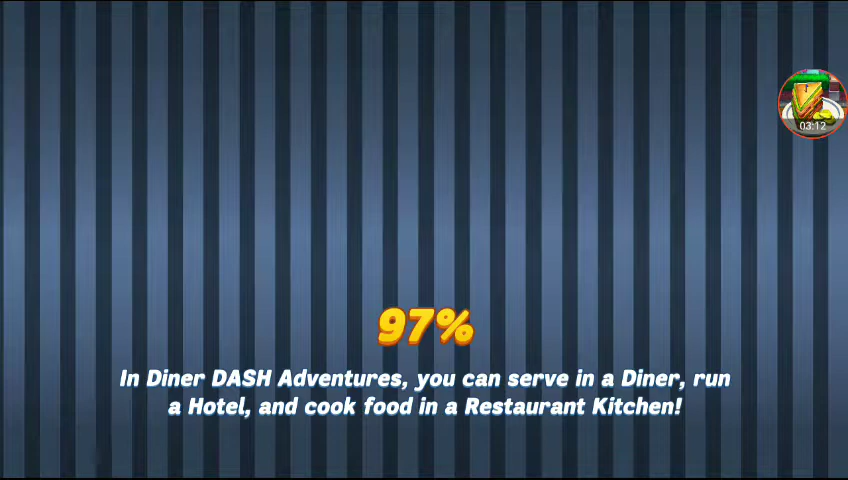 03:12
97%
In Diner DASH Adventures, you can serve in a Diner, run
a Hotel, and cook food in a Restaurant Kitchen!